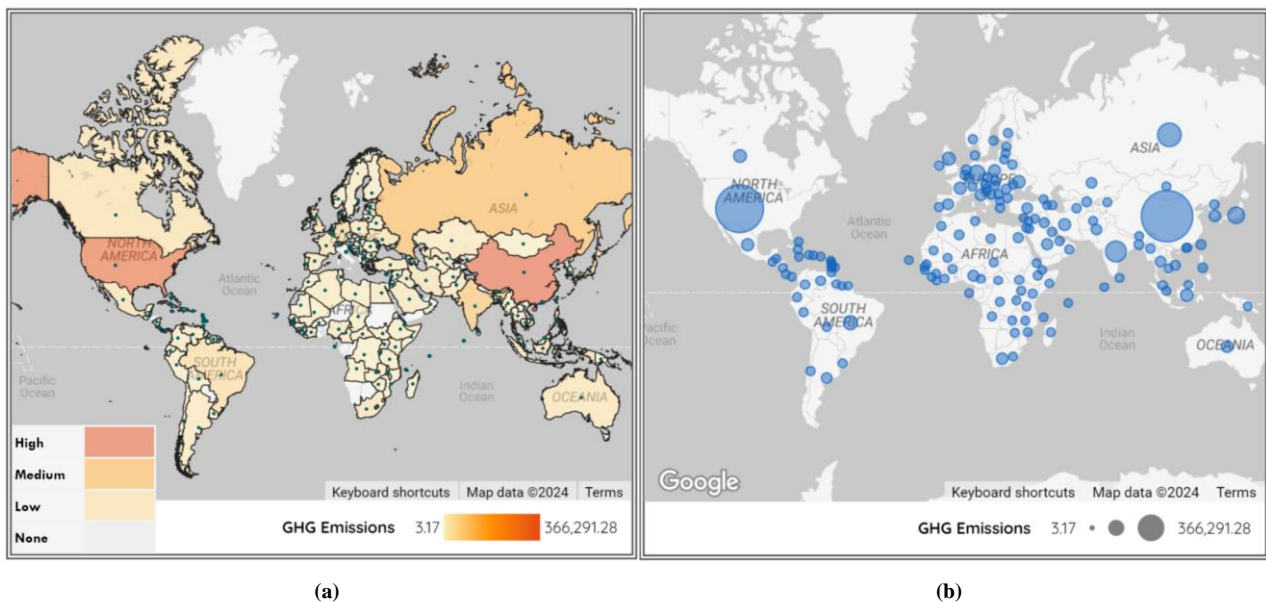 NORTH
AMERICA
ASIA
Atlantic
Ocean
SOUTH
AMERICA
Pacific
Ocean
Indian
Ocean
OCEANIA
High
Medium
Low
None
Keyboard shortcuts
Map data ©2024
Terms
GHG Emissions
3.17
366,291.28
(a)
NORTH
AMERICA
ASIA
Atlantic
Ocean
AFRICA
SOUTH
AMERICA
Ocean
Indian
Ocean
OCEANIA
Google
Keyboard shortcuts
Map data ©2024
Terms
GHG Emissions
3.17
366,291.28
(b)